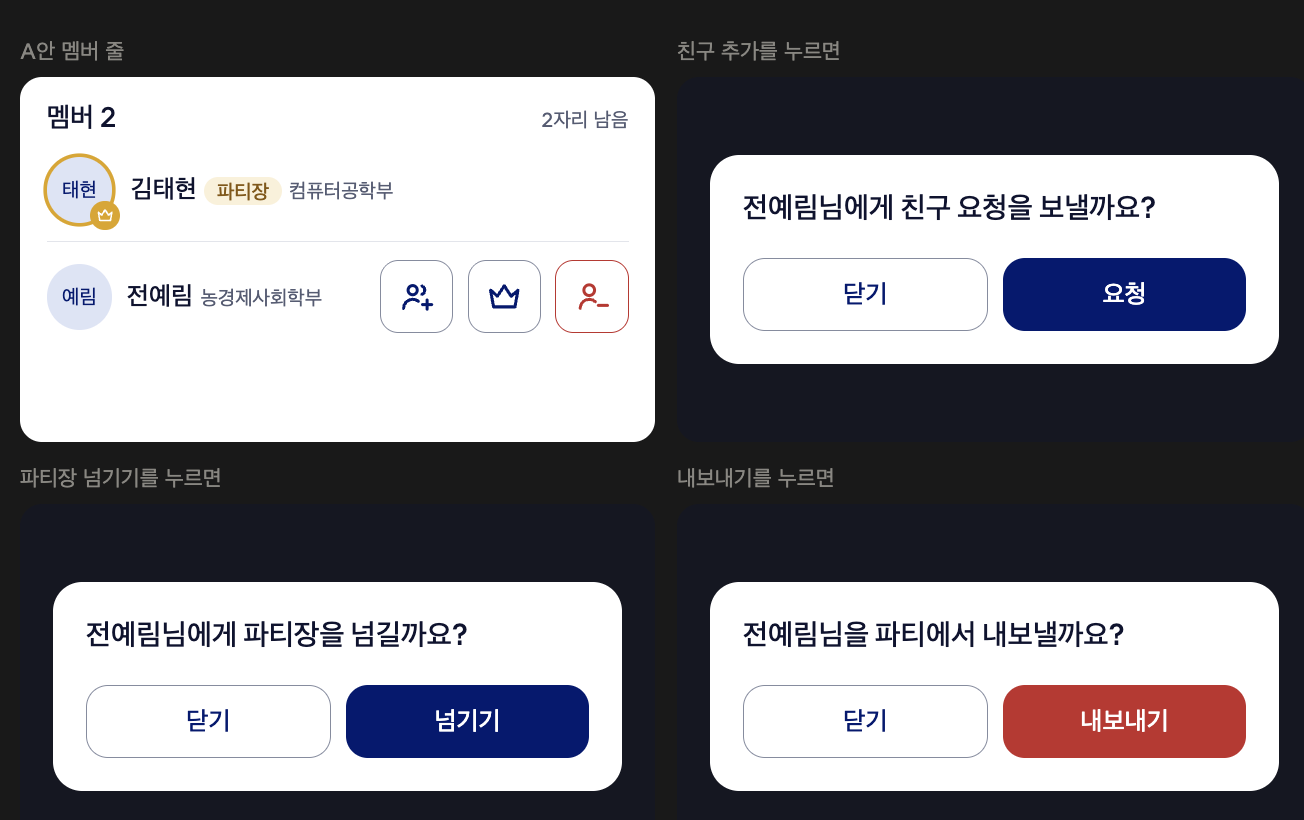 A안 멤버 줄
멤버 2
2자리 남음
태현
김태현 파티장 컴퓨터공학부
예림
전예림 농경제사회학부
친구 추가를 누르면
전예림님에게 친구 요청을 보낼까요?
닫기
요청
파티장 넘기기를 누르면
전예림님에게 파티장을 넘길까요?
닫기
넘기기
내보내기를 누르면
전예림님을 파티에서 내보낼까요?
닫기
내보내기